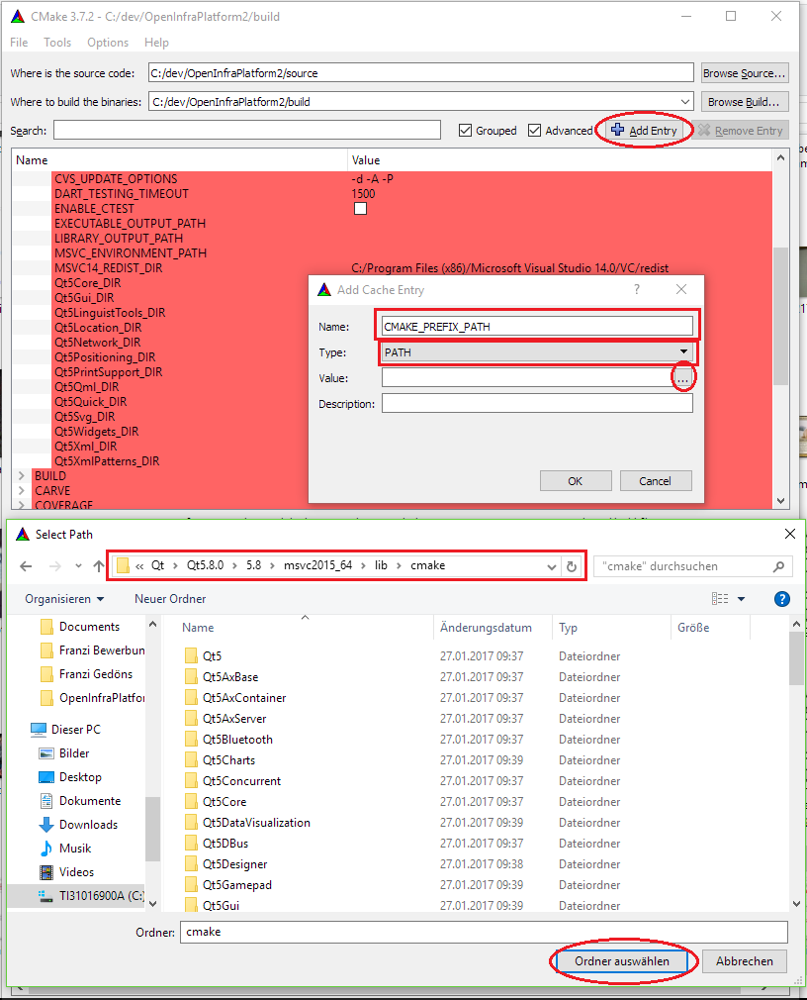 CMake 3.7.2 - C:/dev/OpenInfraPlatform2/build
File Tools Options Help
Where is the source code: C:/dev/OpenInfraPlatform2/source Browse Source...
Where to build the binaries: C:/dev/OpenInfraPlatform2/build Browse Build...
Search: Grouped Advanced Add Entry Remove Entry
Name Value
CVS_UPDATE_OPTIONS -d -A -P
DART_TESTING_TIMEOUT 1500
ENABLE_CTEST
EXECUTABLE_OUTPUT_PATH
LIBRARY_OUTPUT_PATH
MSVC_ENVIRONMENT_PATH
MSVC14_REDIST_DIR C:/Program Files (x86)/Microsoft Visual Studio 14.0/VC/redist
Qt5Core_DIR
Qt5Gui_DIR
Qt5LinguistTools_DIR
Qt5Location_DIR
Qt5Network_DIR
Qt5Positioning_DIR
Qt5PrintSupport_DIR
Qt5Qml_DIR
Qt5Quick_DIR
Qt5Svg_DIR
Qt5Widgets_DIR
Qt5Xml_DIR
Qt5XmlPatterns_DIR
BUILD
CARVE
COVERAGE
Add Cache Entry ?
Name: CMAKE_PREFIX_PATH
Type: PATH
Value: ...
Description:
OK Cancel
Select Path
« Qt > Qt5.8.0 > 5.8 > msvc2015_64 > lib > cmake "cmake" durchsuchen
Organisieren Neuer Ordner ?
Documents
Franzi Bewerbun
Franzi Gedöns
OpenInfraPlatfor
Dieser PC
Bilder
Desktop
Dokumente
Downloads
Musik
Videos
TI31016900A (C:)
Name Änderungsdatum Typ Größe
Qt5 27.01.2017 09:37 Dateiordner
Qt5AxBase 27.01.2017 09:37 Dateiordner
Qt5AxContainer 27.01.2017 09:37 Dateiordner
Qt5AxServer 27.01.2017 09:37 Dateiordner
Qt5Bluetooth 27.01.2017 09:37 Dateiordner
Qt5Charts 27.01.2017 09:39 Dateiordner
Qt5Concurrent 27.01.2017 09:37 Dateiordner
Qt5Core 27.01.2017 09:37 Dateiordner
Qt5DataVisualization 27.01.2017 09:39 Dateiordner
Qt5DBus 27.01.2017 09:37 Dateiordner
Qt5Designer 27.01.2017 09:38 Dateiordner
Qt5Gamepad 27.01.2017 09:39 Dateiordner
Qt5Gui 27.01.2017 09:37 Dateiordner
Ordner: cmake
Ordner auswählen Abbrechen